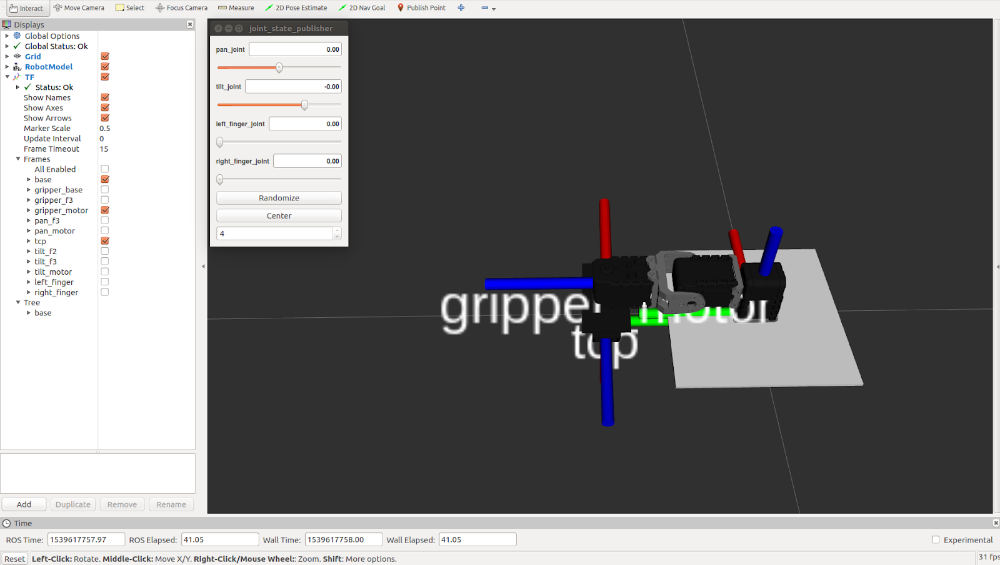 Interact Move Camera Select Focus Camera Measure 2D Pose Estimate 2D Nav Goal Publish Point
Displays
Global Options
Global Status: Ok
Grid
RobotModel
TF
Status: Ok
Show Names
Show Axes
Show Arrows
Marker Scale 0.5
Update Interval 0
Frame Timeout 15
Frames
All Enabled
base
gripper_base
gripper_f3
gripper_motor
pan_f3
pan_motor
tcp
tilt_f2
tilt_f3
tilt_motor
left_finger
right_finger
Tree
base
Add Duplicate Remove Rename
joint_state_publisher
pan_joint 0.00
tilt_joint -0.00
left_finger_joint 0.00
right_finger_joint 0.00
Randomize
Center
4
gripper_motor
tcp
Time
ROS Time: 1539617757.97 ROS Elapsed: 41.05 Wall Time: 1539617758.00 Wall Elapsed: 41.05 Experimental
Reset Left-Click: Rotate. Middle-Click: Move X/Y. Right-Click/Mouse Wheel:: Zoom. Shift: More options. 31 fps